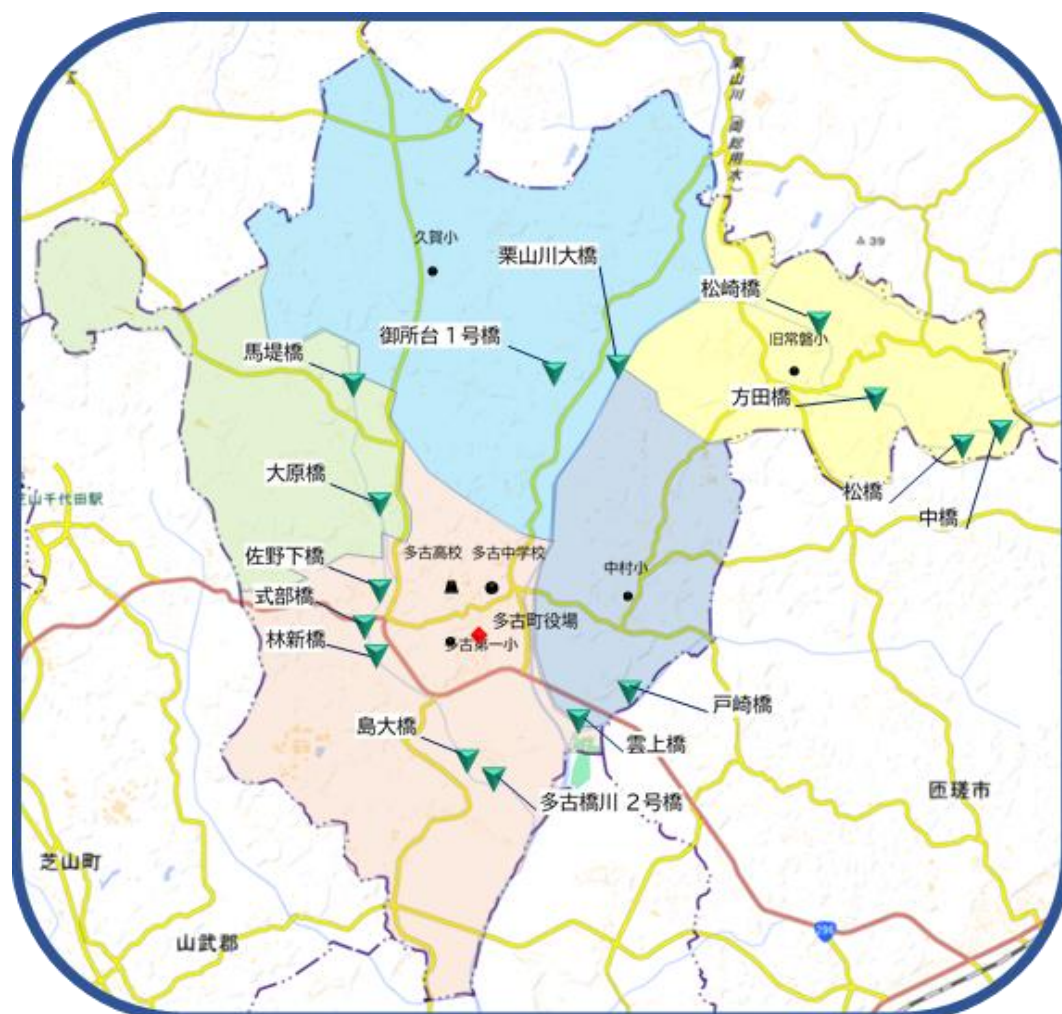 栗山川（両総用水）
久賀小
栗山川大橋
39
松崎橋
御所台１号橋
馬堤橋
旧常磐小
方田橋
大原橋
松橋
芝山千代田駅
中橋
佐野下橋
多古高校
多古中学校
中村小
式部橋
多古町役場
林新橋
多古第一小
戸崎橋
島大橋
雲上橋
多古橋川 ２号橋
匝瑳市
芝山町
296
山武郡